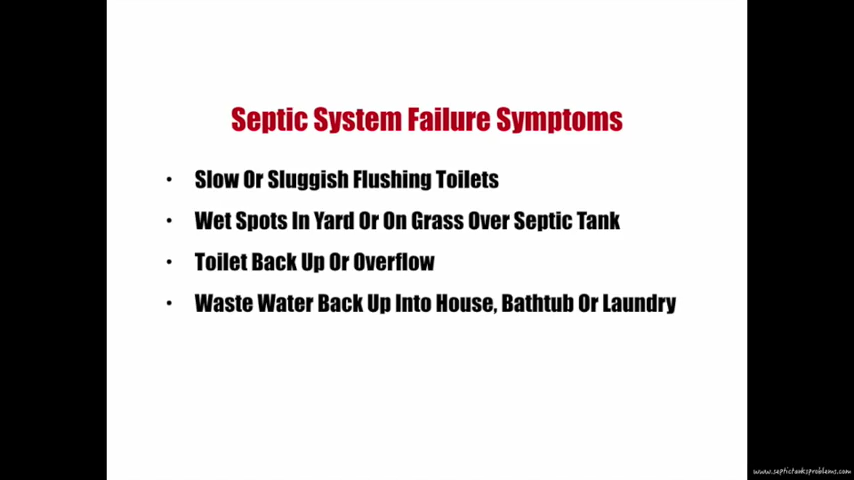 Septic System Failure Symptoms
• Slow Or Sluggish Flushing Toilets
• Wet Spots In Yard Or On Grass Over Septic Tank
• Toilet Back Up Or Overflow
• Waste Water Back Up Into House, Bathtub Or Laundry
www.septictanksproblems.com